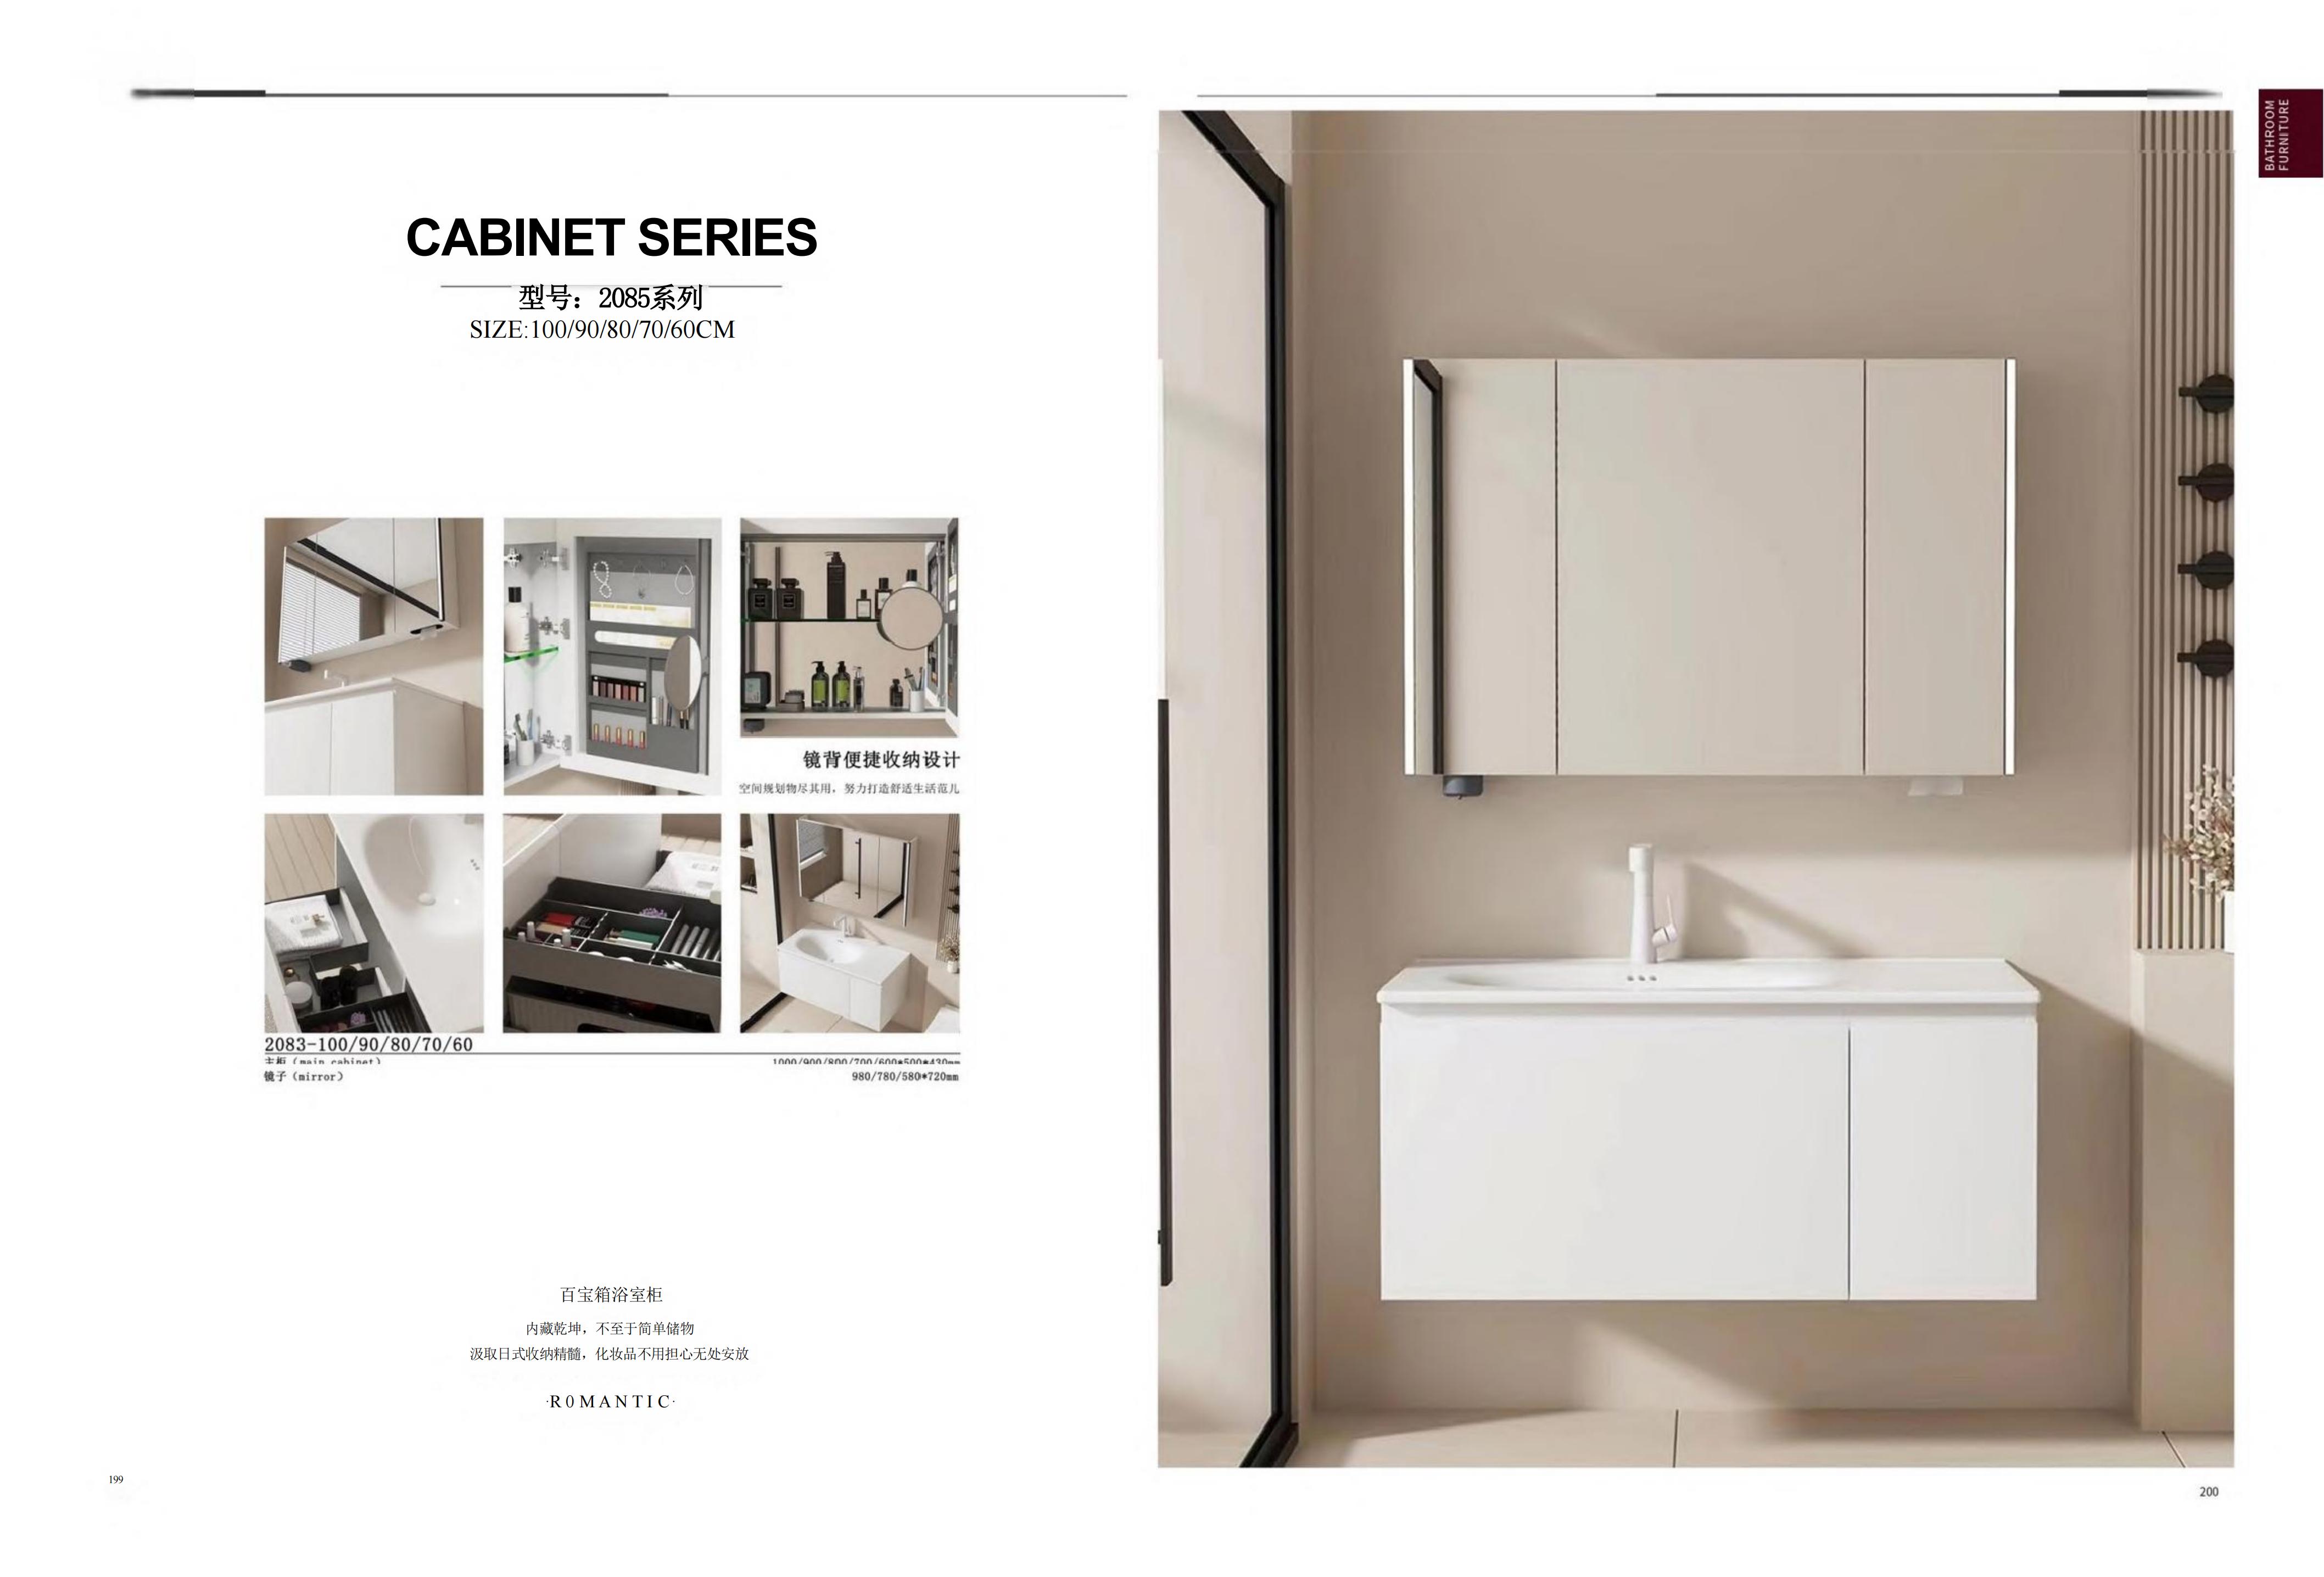 CABINET SERIES
型号：2085系列
SIZE:100/90/80/70/60CM
镜背便捷收纳设计
空间规划物尽其用，努力打造舒适生活范儿
2083-100/90/80/70/60
主柜（main cabinet） 1000/900/800/700/600*500*430mm
镜子（mirror） 980/780/580*720mm
百宝箱浴室柜
内藏乾坤，不至于简单储物
汲取日式收纳精髓，化妆品不用担心无处安放
·R0MANTIC·
199
BATHROOM
FURNITURE
200